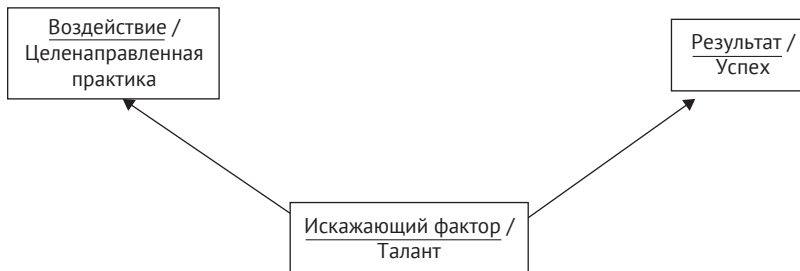 Воздействие /
Целенаправленная
практика
Результат /
Успех
Искажающий фактор /
Талант